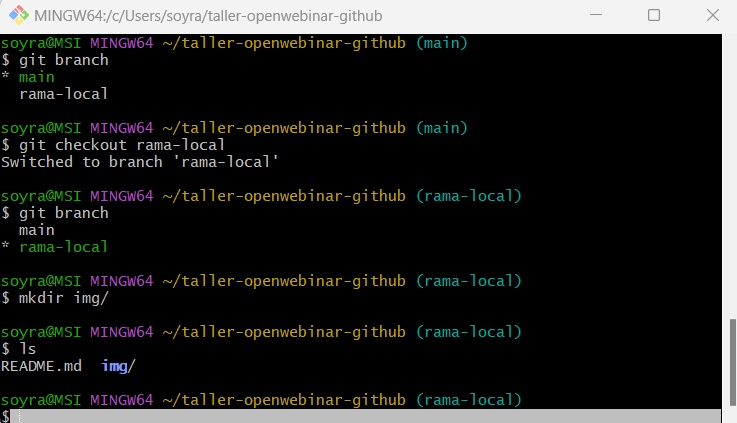 MINGW64:/c/Users/soyra/taller-openwebinar-github
soyra@MSI MINGW64 ~/taller-openwebinar-github (main)
$ git branch
* main
  rama-local
soyra@MSI MINGW64 ~/taller-openwebinar-github (main)
$ git checkout rama-local
Switched to branch 'rama-local'
soyra@MSI MINGW64 ~/taller-openwebinar-github (rama-local)
$ git branch
  main
* rama-local
soyra@MSI MINGW64 ~/taller-openwebinar-github (rama-local)
$ mkdir img/
soyra@MSI MINGW64 ~/taller-openwebinar-github (rama-local)
$ ls
README.md  img/
soyra@MSI MINGW64 ~/taller-openwebinar-github (rama-local)
$